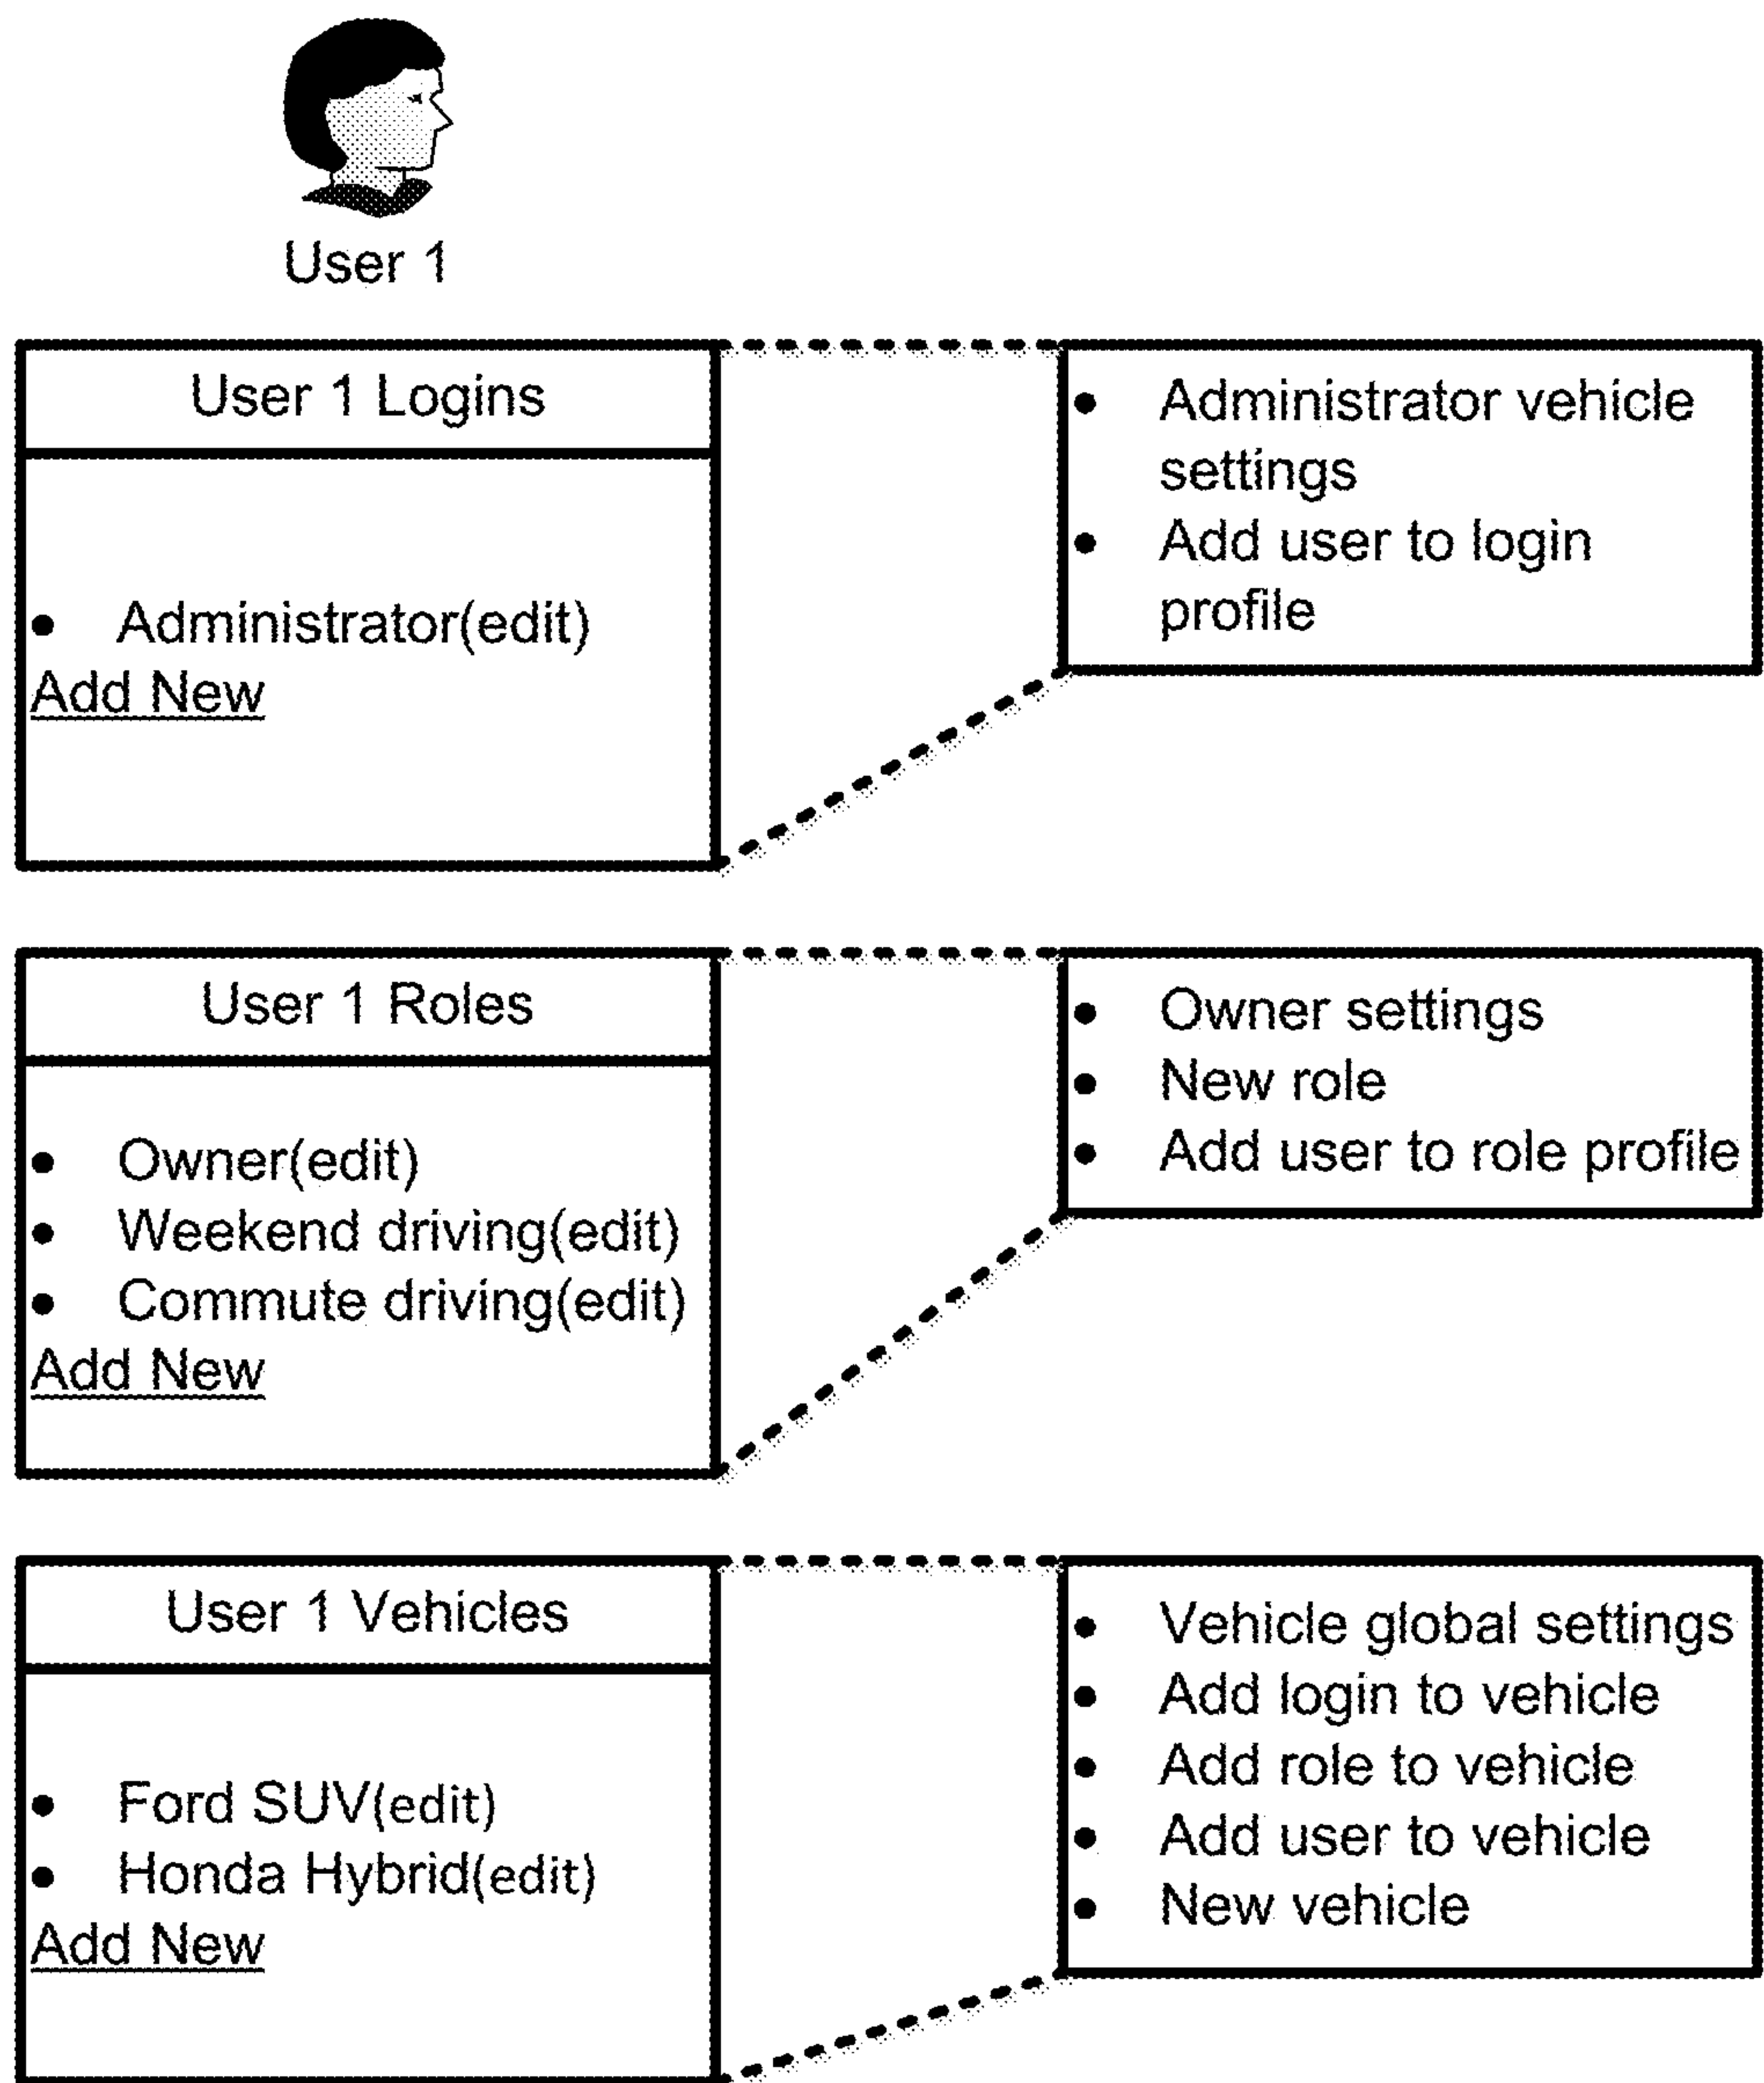 User 1
User 1 Logins
• Administrator(edit)
Add New
• Administrator vehicle
settings
• Add user to login
profile
User 1 Roles
• Owner(edit)
• Weekend driving(edit)
• Commute driving(edit)
Add New
• Owner settings
• New role
• Add user to role profile
User 1 Vehicles
• Ford SUV(edit)
• Honda Hybrid(edit)
Add New
• Vehicle global settings
• Add login to vehicle
• Add role to vehicle
• Add user to vehicle
• New vehicle